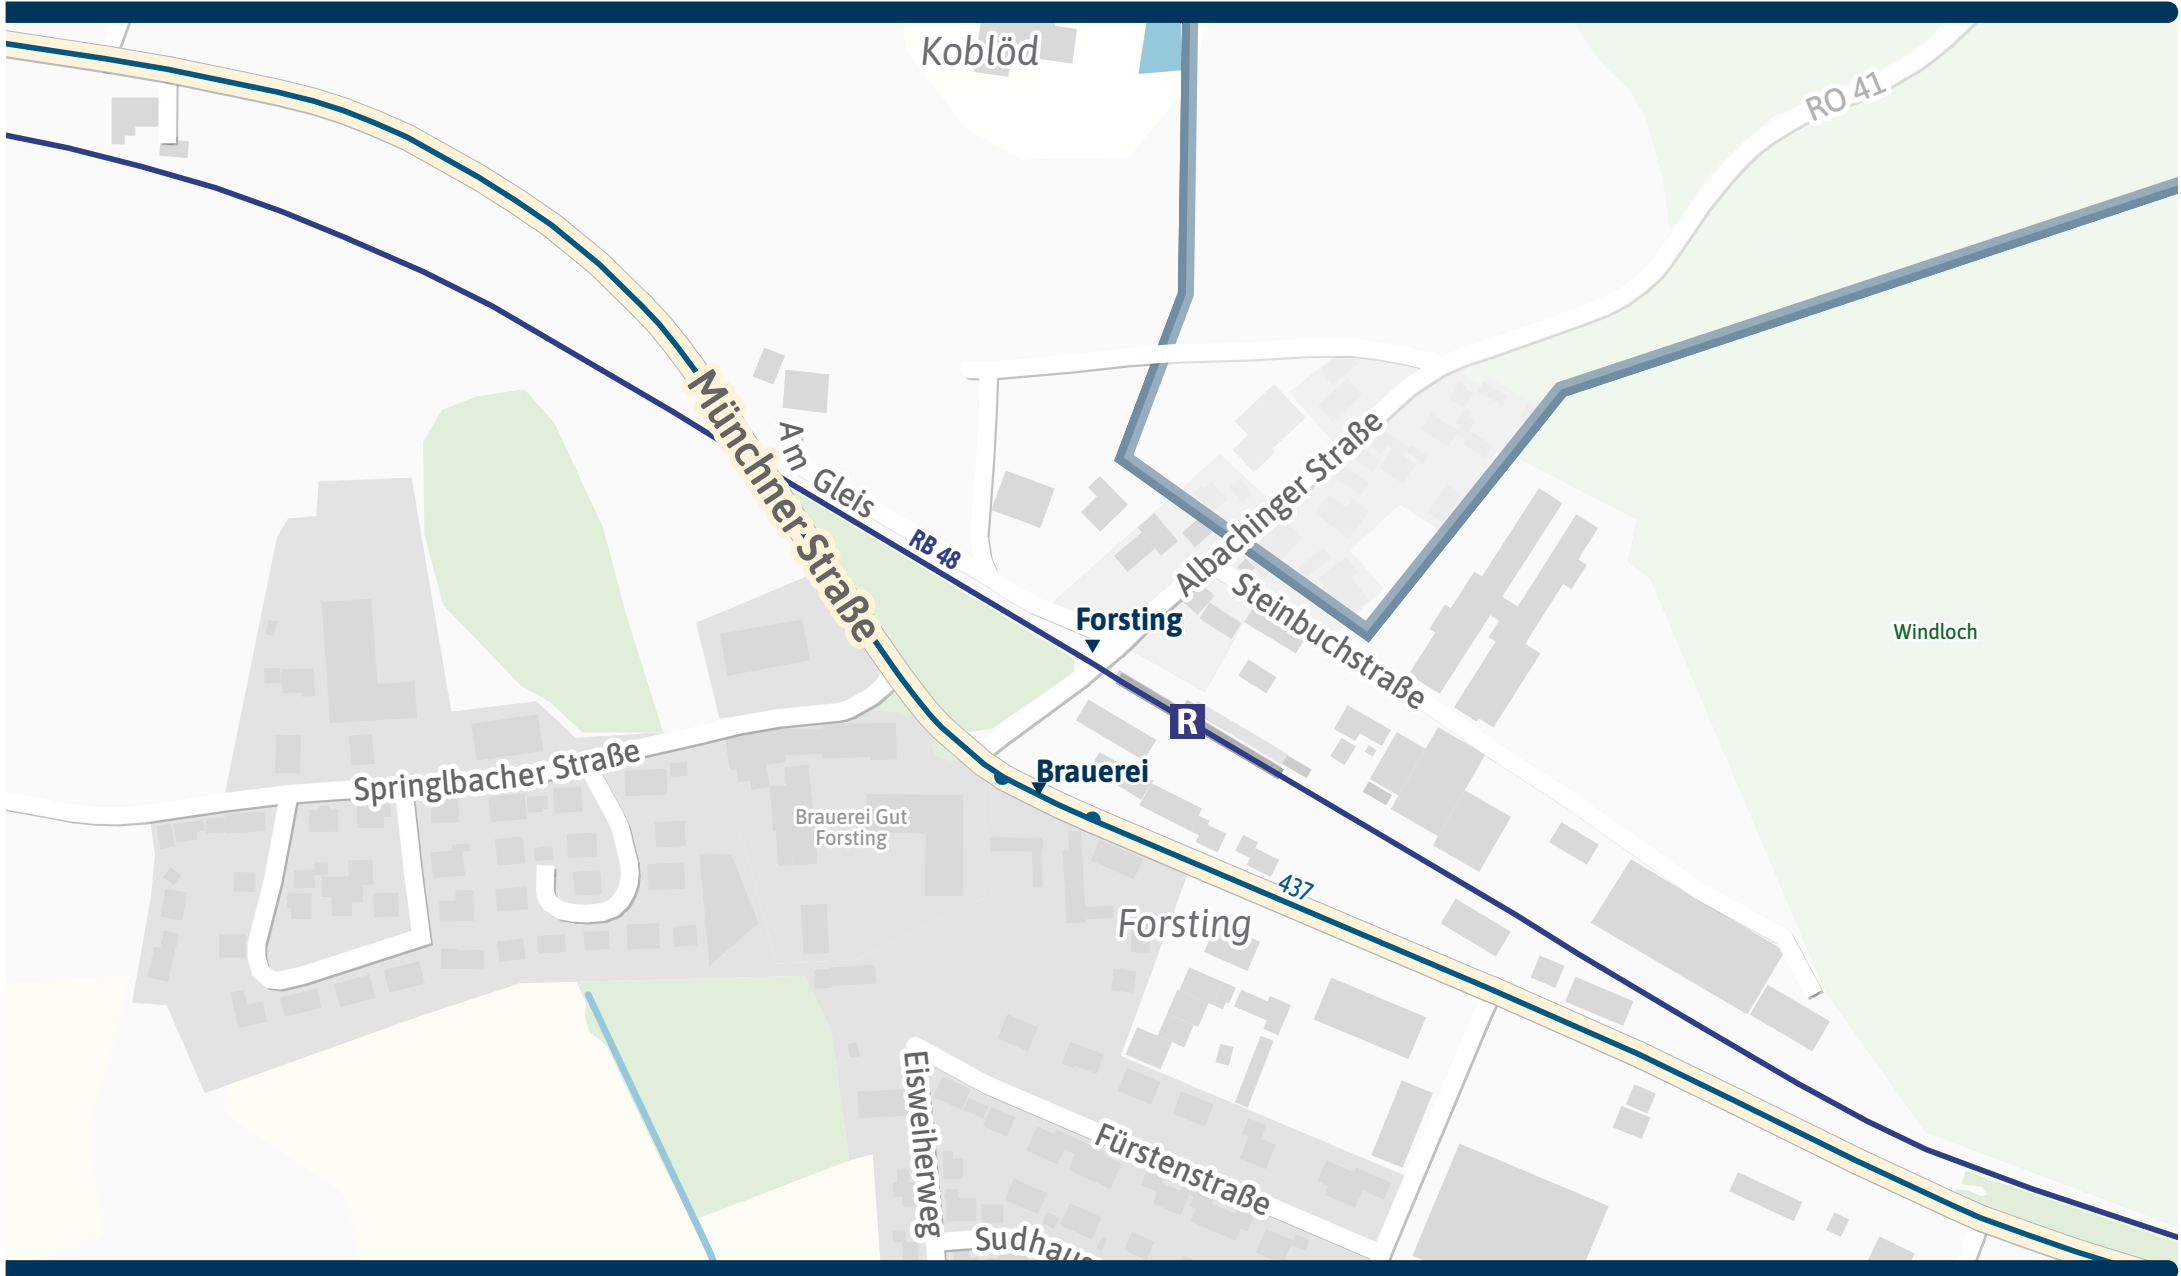 Koblöd
RO 41
Münchner Straße
Am Gleis
RB 48
Albachinger Straße
Steinbuchstraße
Forsting
Windloch
R
Springlbacher Straße
Brauerei
Brauerei Gut
Forsting
437
Forsting
Eisweiherweg
Fürstenstraße